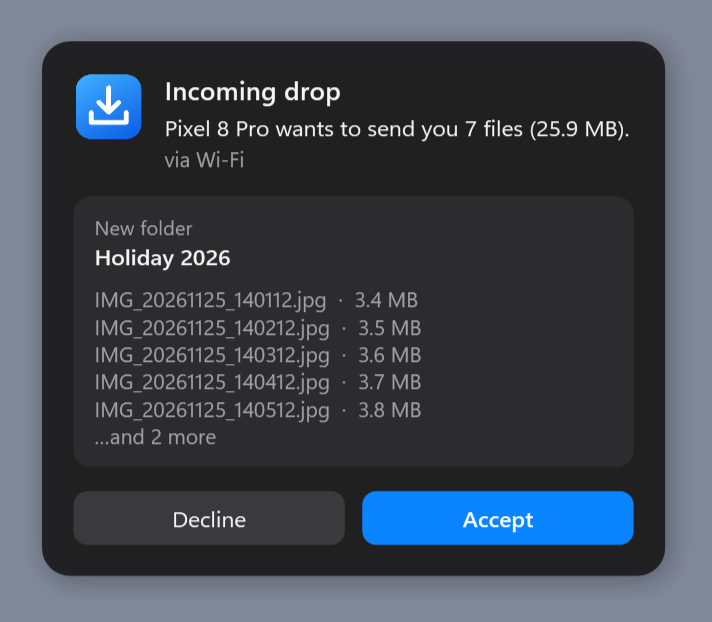 Incoming drop
Pixel 8 Pro wants to send you 7 files (25.9 MB).
via Wi-Fi
New folder
Holiday 2026
IMG_20261125_140112.jpg · 3.4 MB
IMG_20261125_140212.jpg · 3.5 MB
IMG_20261125_140312.jpg · 3.6 MB
IMG_20261125_140412.jpg · 3.7 MB
IMG_20261125_140512.jpg · 3.8 MB
...and 2 more
Decline
Accept